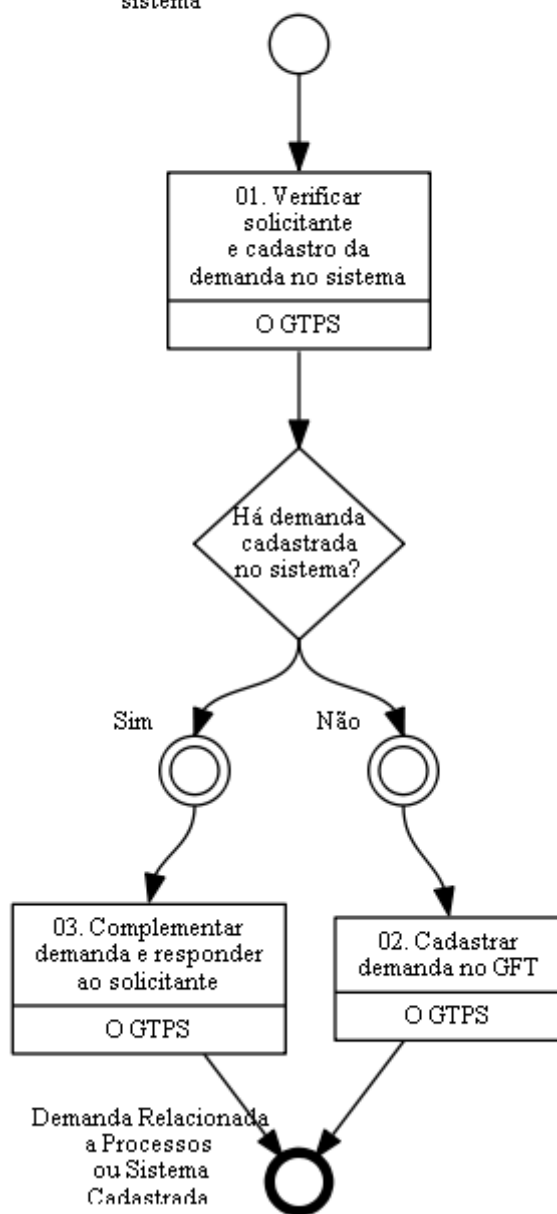 sistema
01. Verificar
solicitante
e cadastro da
demanda no sistema
O GTPS
Há demanda
cadastrada
no sistema?
Sim
Não
03. Complementar
demanda e responder
ao solicitante
O GTPS
02. Cadastrar
demanda no GFT
O GTPS
Demanda Relacionada
a Processos
ou Sistema
Cadastrada